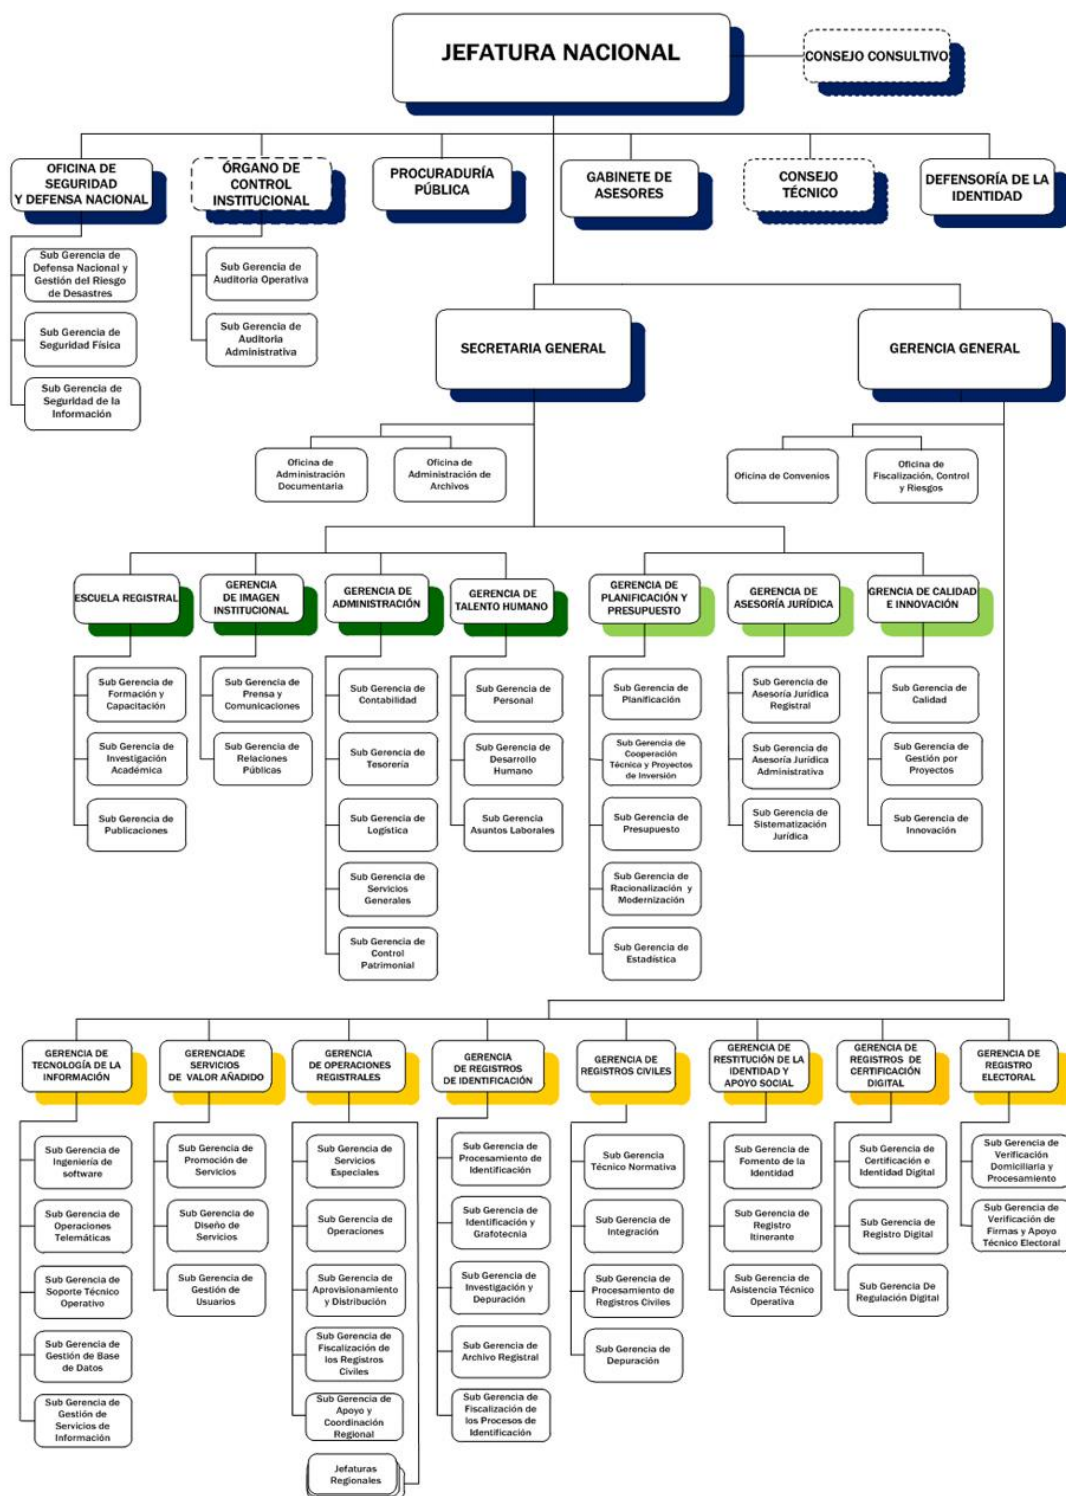 JEFATURA NACIONAL
CONSEJO CONSULTIVO
OFICINA DE
SEGURIDAD
Y DEFENSA NACIONAL
ÓRGANO DE
CONTROL
INSTITUCIONAL
PROCURADURÍA
PÚBLICA
GABINETE DE
ASESORES
CONSEJO
TÉCNICO
DEFENSORÍA DE LA
IDENTIDAD
Sub Gerencia de
Defensa Nacional y
Gestión del Riesgo
de Desastres
Sub Gerencia de
Seguridad Física
Sub Gerencia de
Seguridad de la
Información
Sub Gerencia de
Auditoria Operativa
Sub Gerencia de
Auditoria
Administrativa
SECRETARIA GENERAL
GERENCIA GENERAL
Oficina de
Administración
Documentaria
Oficina de
Administración de
Archivos
Oficina de Convenios
Oficina de
Fiscalización, Control
y Riesgos
ESCUELA REGISTRAL
GERENCIA
DE IMAGEN
INSTITUCIONAL
GERENCIA DE
ADMINISTRACIÓN
GERENCIA DE
TALENTO HUMANO
GERENCIA DE
PLANIFICACIÓN Y
PRESUPUESTO
GERENCIA DE
ASESORÍA JURÍDICA
GRENCIA DE CALIDAD
E INNOVACIÓN
Sub Gerencia de
Formación y
Capacitación
Sub Gerencia de
Investigación
Académica
Sub Gerencia de
Publicaciones
Sub Gerencia de
Prensa y
Comunicaciones
Sub Gerencia de
Relaciones
Públicas
Sub Gerencia de
Contabilidad
Sub Gerencia de
Tesorería
Sub Gerencia de
Logística
Sub Gerencia de
Servicios
Generales
Sub Gerencia de
Control
Patrimonial
Sub Gerencia de
Personal
Sub Gerencia de
Desarrollo
Humano
Sub Gerencia
Asuntos Laborales
Sub Gerencia de
Planificación
Sub Gerencia de
Cooperación
Técnica y Proyectos
de Inversión
Sub Gerencia de
Presupuesto
Sub Gerencia de
Racionalización y
Modernización
Sub Gerencia de
Estadística
Sub Gerencia de
Asesoría Jurídica
Registral
Sub Gerencia de
Asesoría Jurídica
Administrativa
Sub Gerencia de
Sistematización
Jurídica
Sub Gerencia de
Calidad
Sub Gerencia de
Gestión por
Proyectos
Sub Gerencia de
Innovación
GERENCIA DE
TECNOLOGÍA DE LA
INFORMACIÓN
GERENCIADE
SERVICIOS
DE VALOR AÑADIDO
GERENCIA
DE OPERACIONES
REGISTRALES
GERENCIA
DE REGISTROS
DE IDENTIFICACIÓN
GERENCIA DE
REGISTROS CIVILES
GERENCIA DE
RESTITUCIÓN DE LA
IDENTIDAD Y
APOYO SOCIAL
GERENCIA DE
REGISTROS DE
CERTIFICACIÓN
DIGITAL
GERENCIA DE
REGISTRO
ELECTORAL
Sub Gerencia de
Ingeniería de
software
Sub Gerencia de
Operaciones
Telemáticas
Sub Gerencia de
Soporte Técnico
Operativo
Sub Gerencia de
Gestión de Base
de Datos
Sub Gerencia de
Gestión de
Servicios de
Información
Sub Gerencia de
Promoción de
Servicios
Sub Gerencia de
Diseño de
Servicios
Sub Gerencia de
Gestión de
Usuarios
Sub Gerencia de
Servicios
Especiales
Sub Gerencia de
Operaciones
Sub Gerencia de
Aprovisionamiento
y Distribución
Sub Gerencia de
Fiscalización de
los Registros
Civiles
Sub Gerencia de
Apoyo y
Coordinación
Regional
Jefaturas
Regionales
Sub Gerencia de
Procesamiento de
Identificación
Sub Gerencia de
Identificación y
Grafotecnia
Sub Gerencia de
Investigación y
Depuración
Sub Gerencia de
Archivo Registral
Sub Gerencia de
Fiscalización de
los Procesos de
Identificación
Sub Gerencia
Técnico Normativa
Sub Gerencia de
Integración
Sub Gerencia de
Procesamiento de
Registros Civiles
Sub Gerencia de
Depuración
Sub Gerencia de
Fomento de la
Identidad
Sub Gerencia de
Registro
Itinerante
Sub Gerencia de
Asistencia Técnico
Operativa
Sub Gerencia de
Certificación e
Identidad Digital
Sub Gerencia de
Registro Digital
Sub Gerencia De
Regulación Digital
Sub Gerencia de
Verificación
Domiciliaria y
Procesamiento
Sub Gerencia de
Verificación de
Firmas y Apoyo
Técnico Electoral